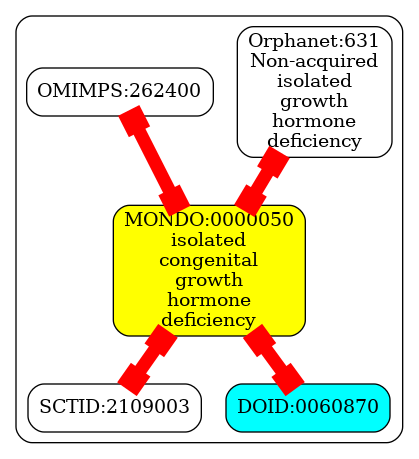 OMIMPS:262400
Orphanet:631
Non-acquired
isolated
growth
hormone
deficiency
MONDO:0000050
isolated
congenital
growth
hormone
deficiency
SCTID:2109003
DOID:0060870